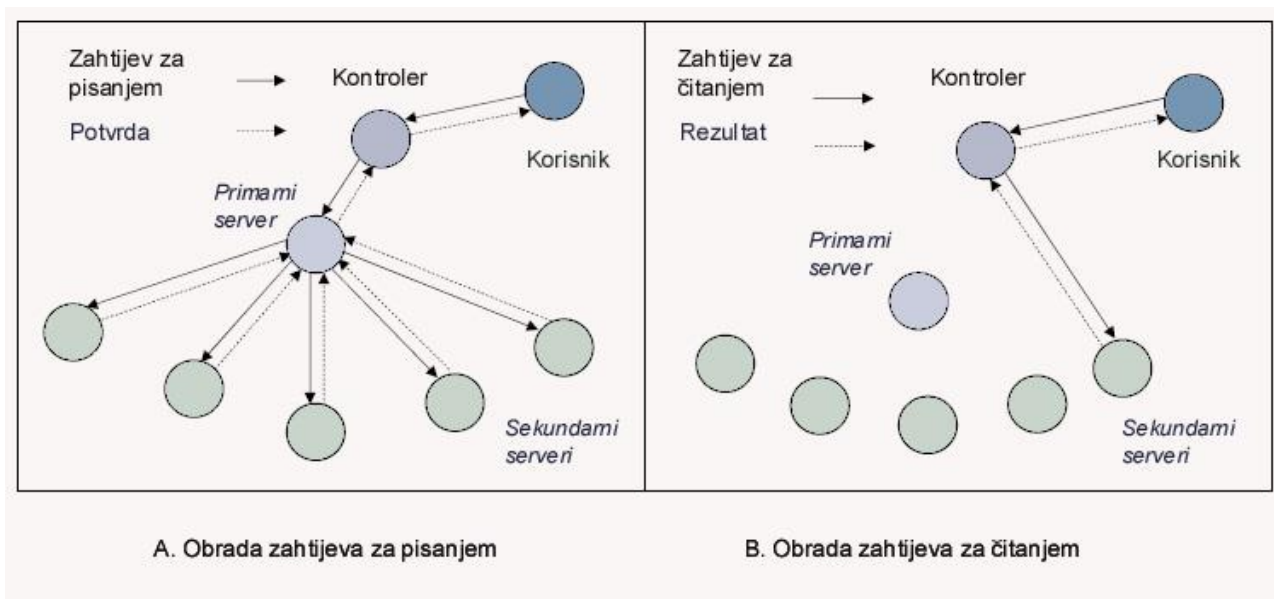 Zahtijev za
pisanjem
Potvrda
Kontroler
Korisnik
Primarni
server
Sekundarni
serveri
Zahtijev za
čitanjem
Rezultat
Kontroler
Korisnik
Primarni
server
Sekundarni
serveri
A. Obrada zahtijeva za pisanjem
B. Obrada zahtijeva za čitanjem